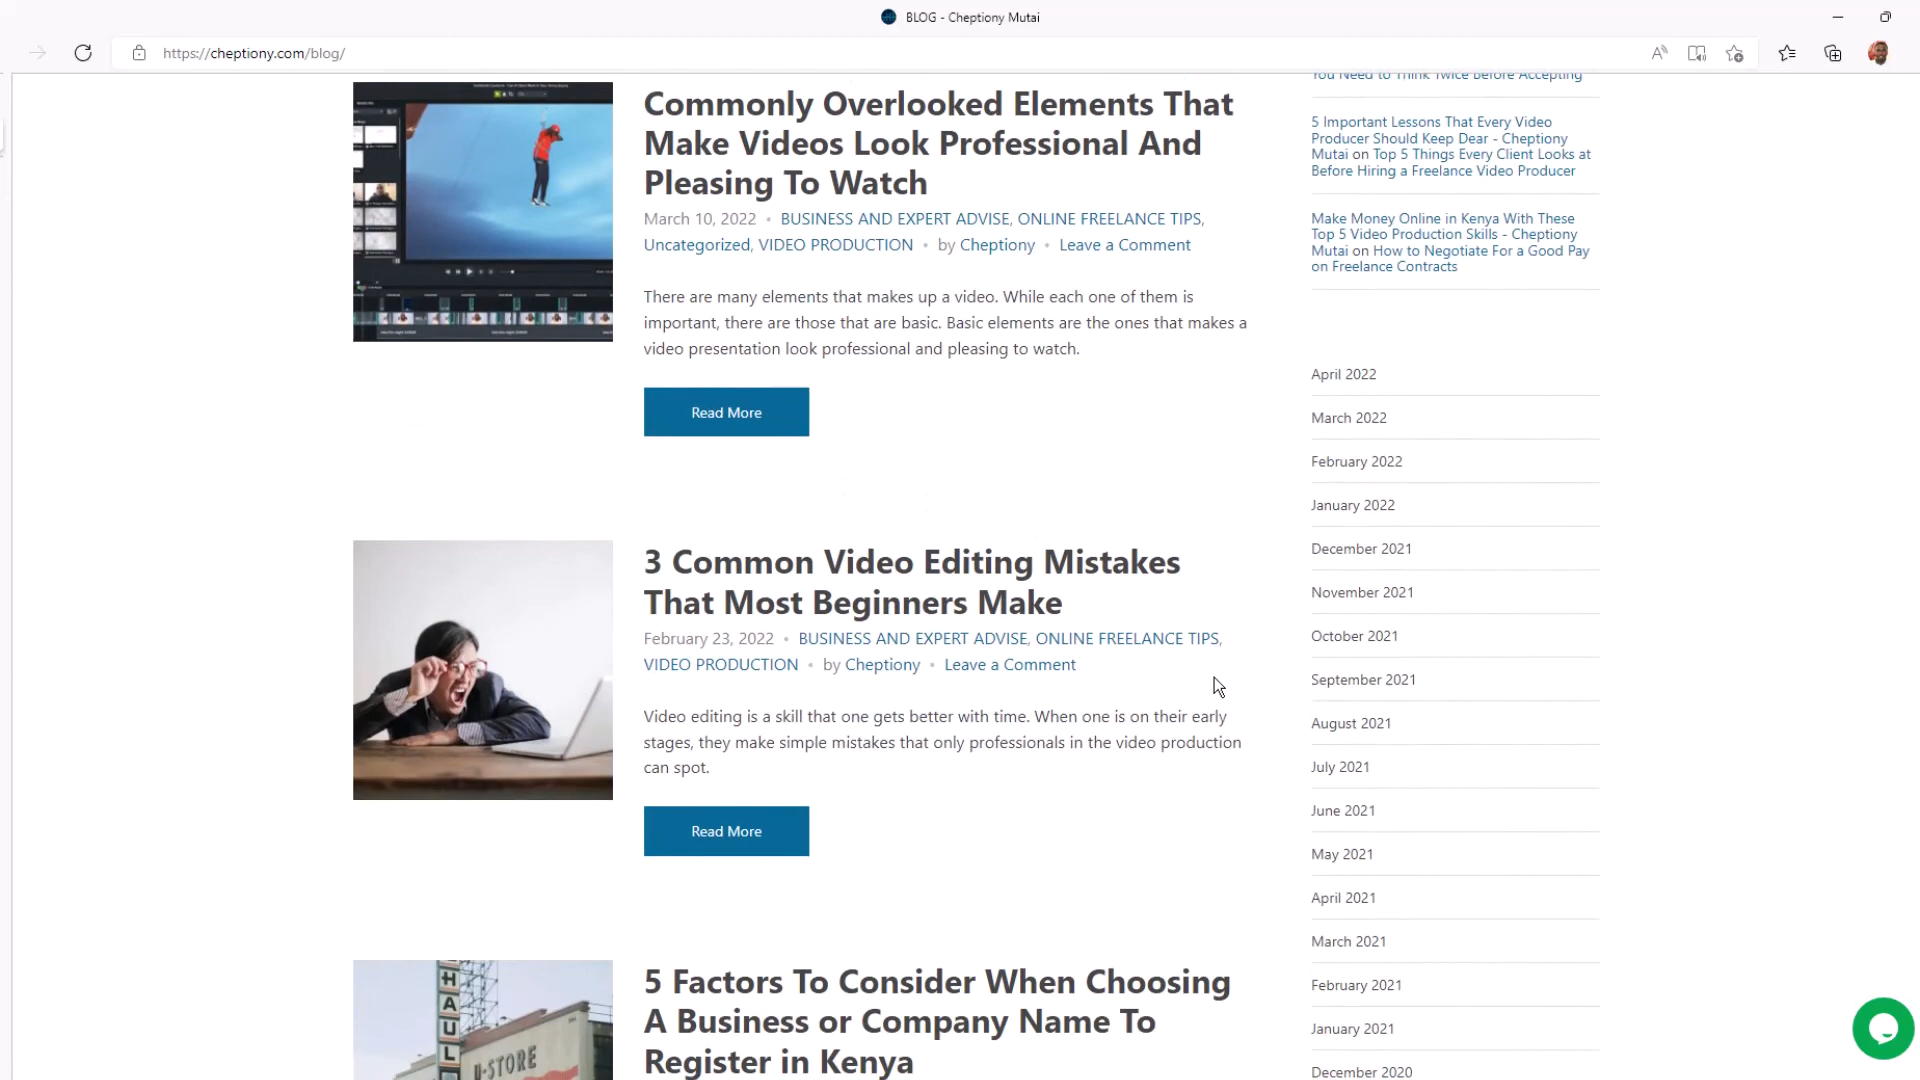 BLOG - Cheptiony Mutai
https://cheptiony.com/blog/
Commonly Overlooked Elements That
Make Videos Look Professional And
Pleasing To Watch
March 10, 2022 • BUSINESS AND EXPERT ADVISE, ONLINE FREELANCE TIPS,
Uncategorized, VIDEO PRODUCTION • by Cheptiony • Leave a Comment
There are many elements that makes up a video. While each one of them is
important, there are those that are basic. Basic elements are the ones that makes a
video presentation look professional and pleasing to watch.
Read More
3 Common Video Editing Mistakes
That Most Beginners Make
February 23, 2022 • BUSINESS AND EXPERT ADVISE, ONLINE FREELANCE TIPS,
VIDEO PRODUCTION • by Cheptiony • Leave a Comment
Video editing is a skill that one gets better with time. When one is on their early
stages, they make simple mistakes that only professionals in the video production
can spot.
Read More
HAUL
U-STORE
5 Factors To Consider When Choosing
A Business or Company Name To
Register in Kenya
You Need to Think Twice Before Accepting
5 Important Lessons That Every Video
Producer Should Keep Dear - Cheptiony
Mutai on Top 5 Things Every Client Looks at
Before Hiring a Freelance Video Producer
Make Money Online in Kenya With These
Top 5 Video Production Skills - Cheptiony
Mutai on How to Negotiate For a Good Pay
on Freelance Contracts
April 2022
March 2022
February 2022
January 2022
December 2021
November 2021
October 2021
September 2021
August 2021
July 2021
June 2021
May 2021
April 2021
March 2021
February 2021
January 2021
December 2020